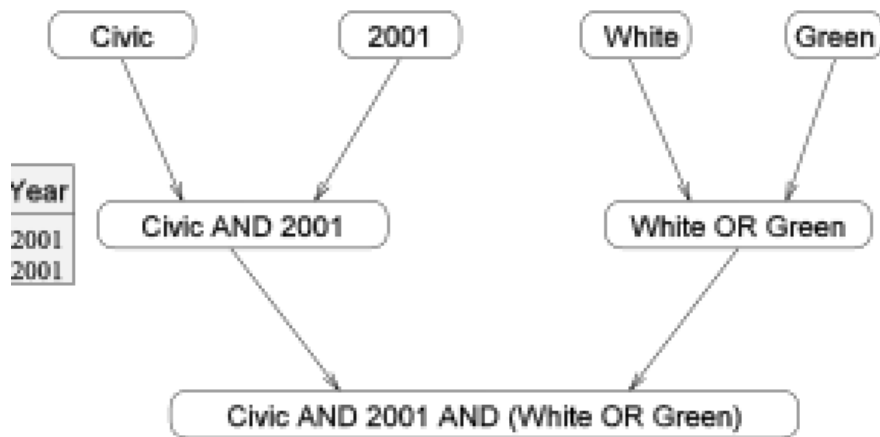 Civic
2001
White
Green
Year
2001
2001
Civic AND 2001
White OR Green
Civic AND 2001 AND (White OR Green)